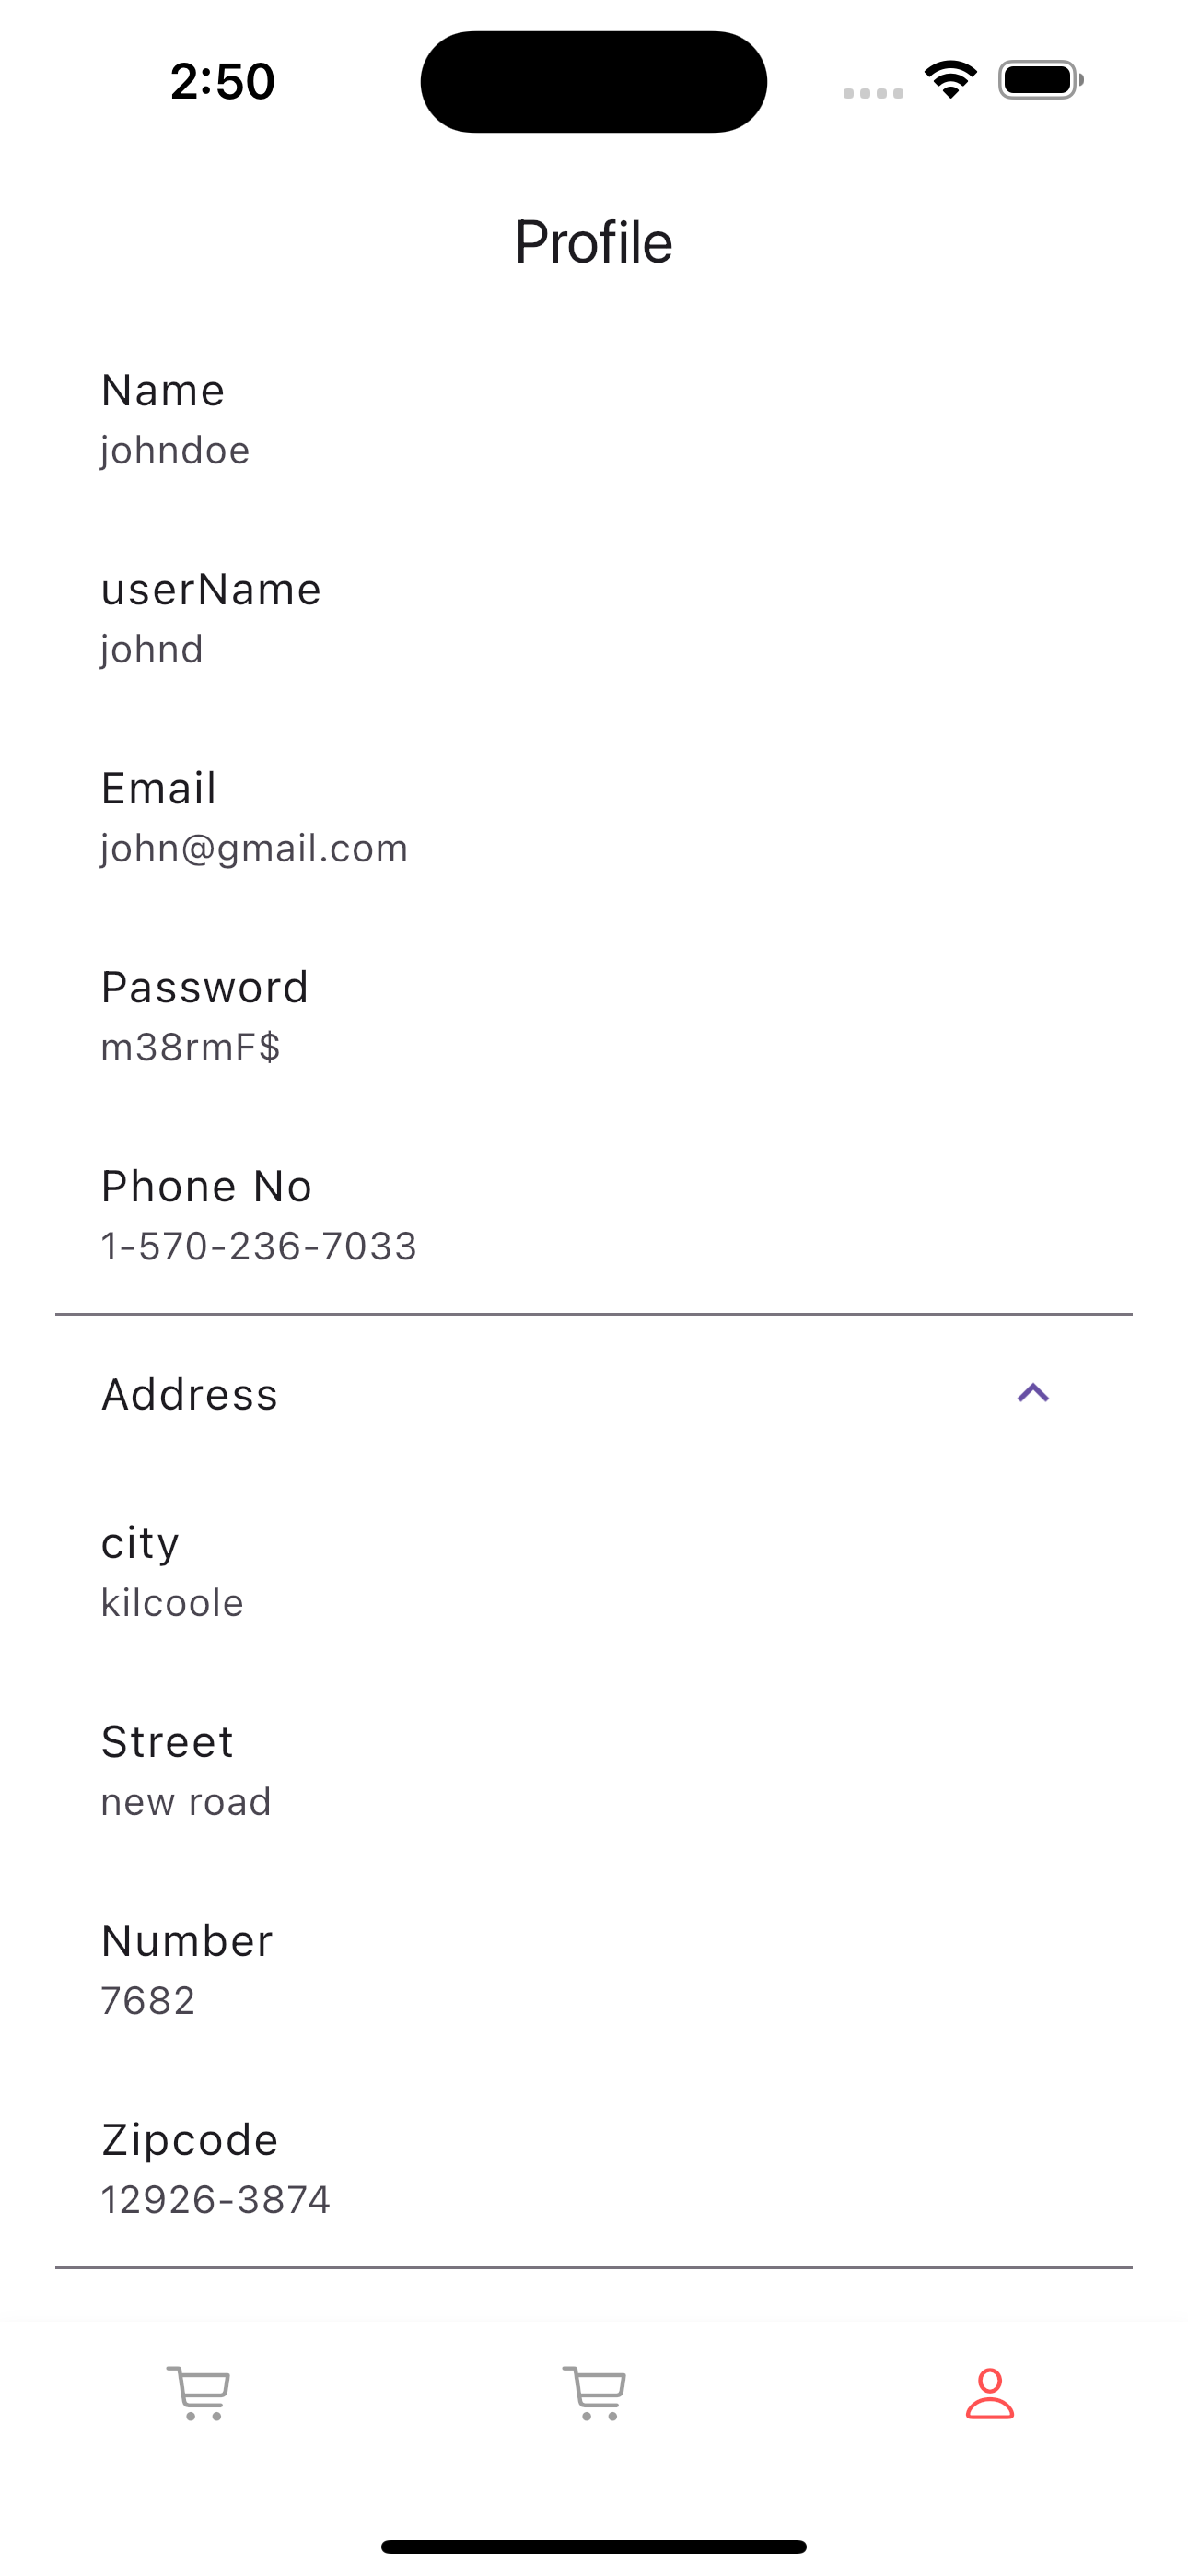 2:50
Profile
Name
johndoe
userName
johnd
Email
john@gmail.com
Password
m38rmF$
Phone No
1-570-236-7033
Address
city
kilcoole
Street
new road
Number
7682
Zipcode
12926-3874